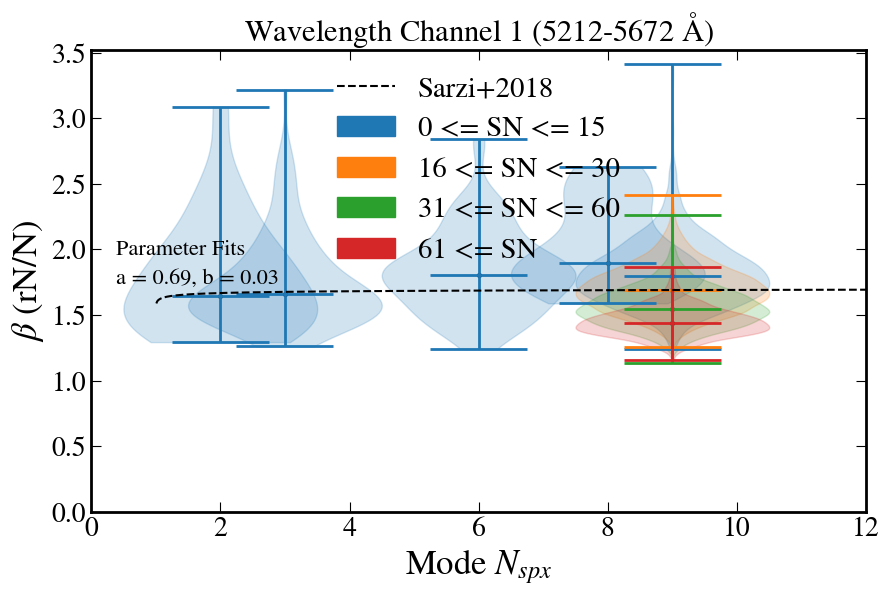 Wavelength Channel 1 (5212-5672 Å)
3.5
3.0
2.5
2.0
1.5
1.0
0.5
0.0
β (rN/N)
Sarzi+2018
0 <= SN <= 15
16 <= SN <= 30
31 <= SN <= 60
61 <= SN
Parameter Fits
a = 0.69, b = 0.03
0 2 4 6 8 10 12
Mode N_{spx}